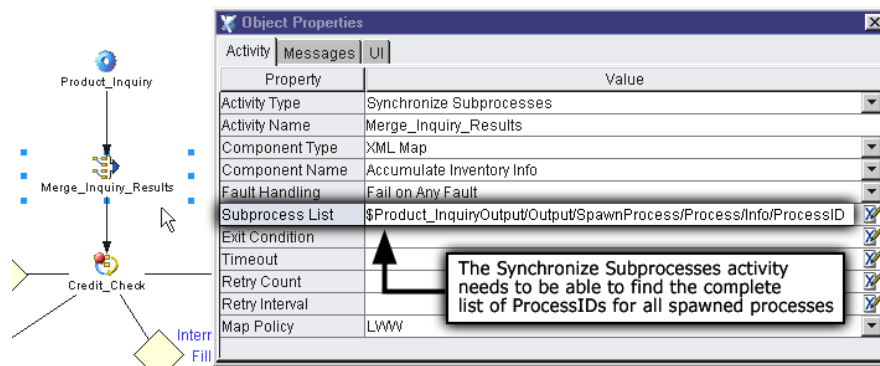 Object Properties
Activity Messages UI
Property Value
Activity Type Synchronize Subprocesses
Activity Name Merge_Inquiry_Results
Component Type XML Map
Component Name Accumulate Inventory Info
Fault Handling Fail on Any Fault
Subprocess List $Product_InquiryOutput/Output/SpawnProcess/Process/Info/ProcessID
Exit Condition
Timeout
Retry Count
Retry Interval
Map Policy LWW
The Synchronize Subprocesses activity
needs to be able to find the complete
list of ProcessIDs for all spawned processes
Product_Inquiry
Merge_Inquiry_Results
Credit_Check
Interr
Fill